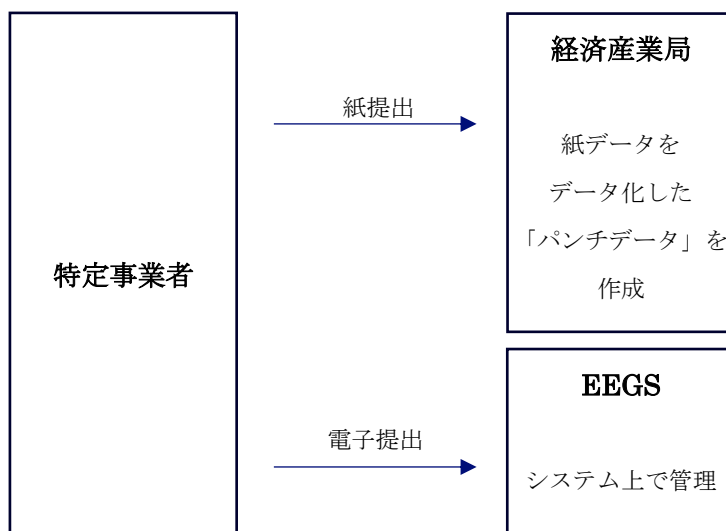 特定事業者
紙提出
電子提出
経済産業局
紙データを
データ化した
「パンチデータ」を
作成
EEGS
システム上で管理